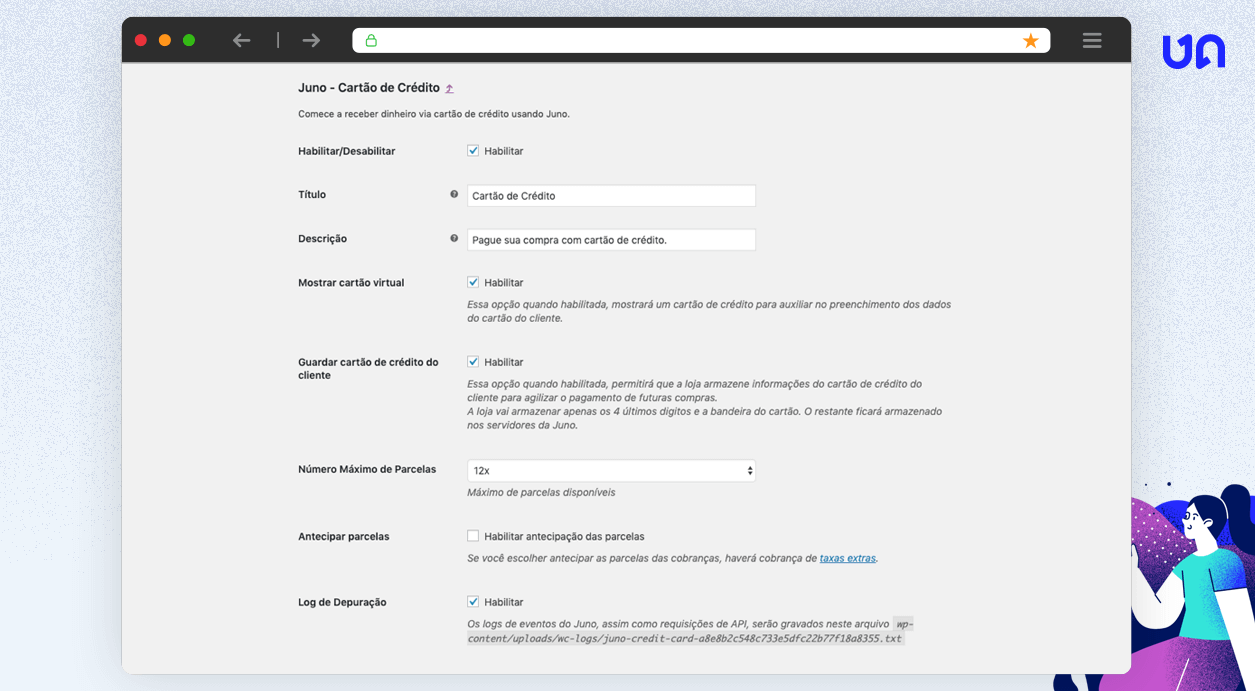 Juno - Cartão de Crédito ⤴
Comece a receber dinheiro via cartão de crédito usando Juno.
Habilitar/Desabilitar
Habilitar
Título
Cartão de Crédito
Descrição
Pague sua compra com cartão de crédito.
Mostrar cartão virtual
Habilitar
Essa opção quando habilitada, mostrará um cartão de crédito para auxiliar no preenchimento dos dados
do cartão do cliente.
Guardar cartão de crédito do
cliente
Habilitar
Essa opção quando habilitada, permitirá que a loja armazene informações do cartão de crédito do
cliente para agilizar o pagamento de futuras compras.
A loja vai armazenar apenas os 4 últimos digitos e a bandeira do cartão. O restante ficará armazenado
nos servidores da Juno.
Número Máximo de Parcelas
12x
Máximo de parcelas disponíveis
Antecipar parcelas
Habilitar antecipação das parcelas
Se você escolher antecipar as parcelas das cobranças, haverá cobrança de taxas extras.
Log de Depuração
Habilitar
Os logs de eventos do Juno, assim como requisições de API, serão gravados neste arquivo wp-
content/uploads/wc-logs/juno-credit-card-a8e8b2c548c733e5dfc22b77f18a8355.txt